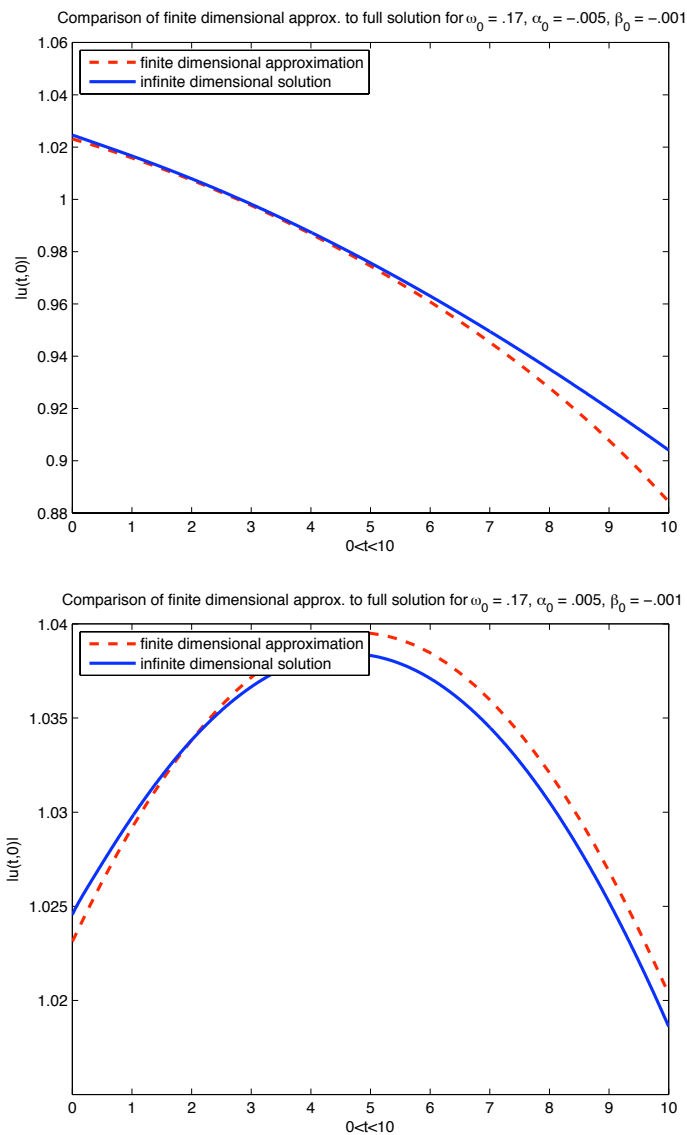 Comparison of finite dimensional approx. to full solution for ω₀ = .17, α₀ = −.005, β₀ = −.001
1.06
finite dimensional approximation
infinite dimensional solution
1.04
1.02
1
0.98
0.96
0.94
0.92
0.9
0.88
|u(t,0)|
0 1 2 3 4 5 6 7 8 9 10
0<t<10
Comparison of finite dimensional approx. to full solution for ω₀ = .17, α₀ = .005, β₀ = −.001
1.04
finite dimensional approximation
infinite dimensional solution
1.035
1.03
1.025
1.02
|u(t,0)|
0 1 2 3 4 5 6 7 8 9 10
0<t<10